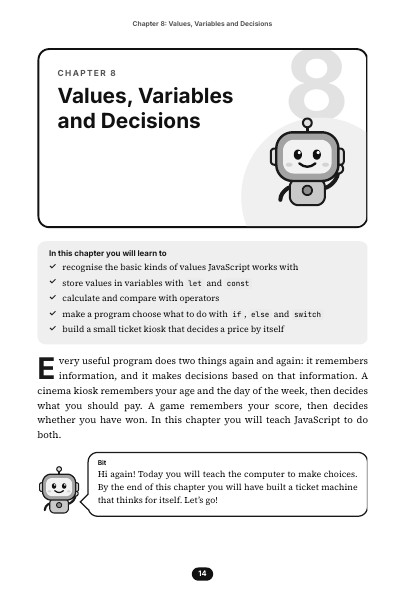 Chapter 8: Values, Variables and Decisions
8
CHAPTER 8
Values, Variables
and Decisions
In this chapter you will learn to
✓ recognise the basic kinds of values JavaScript works with
✓ store values in variables with let and const
✓ calculate and compare with operators
✓ make a program choose what to do with if, else and switch
✓ build a small ticket kiosk that decides a price by itself
Every useful program does two things again and again: it remembers
information, and it makes decisions based on that information. A
cinema kiosk remembers your age and the day of the week, then decides
what you should pay. A game remembers your score, then decides
whether you have won. In this chapter you will teach JavaScript to do
both.
Bit
Hi again! Today you will teach the computer to make choices.
By the end of this chapter you will have built a ticket machine
that thinks for itself. Let's go!
14